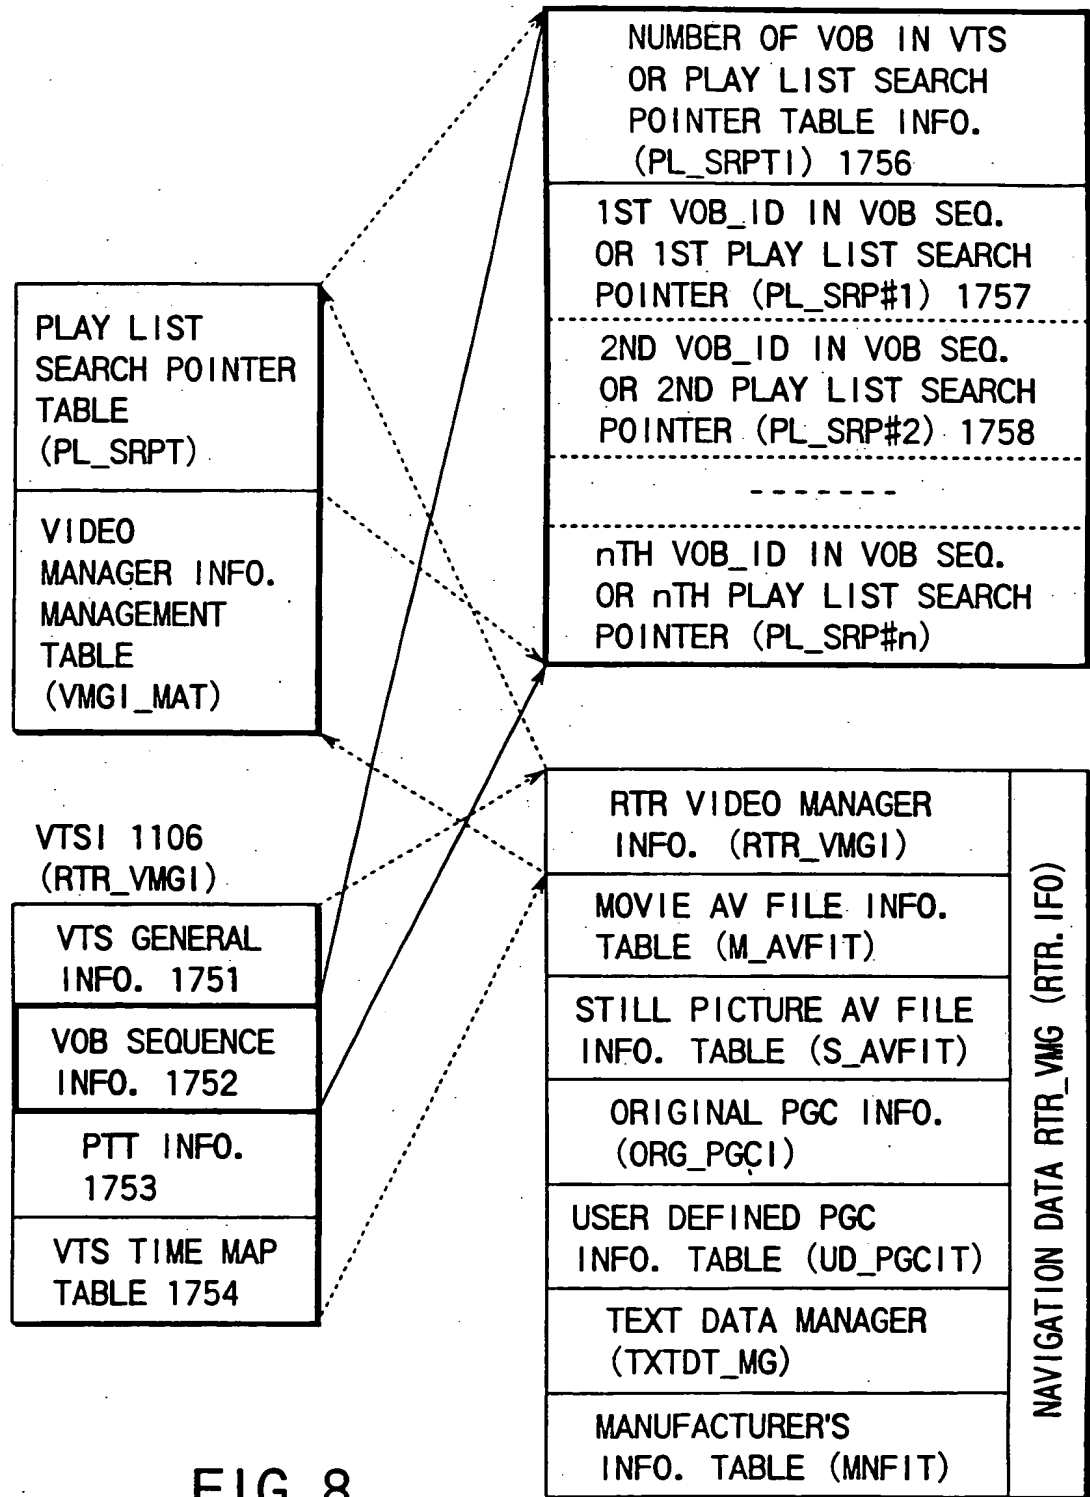 NUMBER OF VOB IN VTS
OR PLAY LIST SEARCH
POINTER TABLE INFO.
(PL_SRPTI) 1756
1ST VOB_ID IN VOB SEQ.
OR 1ST PLAY LIST SEARCH
POINTER (PL_SRP#1) 1757
2ND VOB_ID IN VOB SEQ.
OR 2ND PLAY LIST SEARCH
POINTER (PL_SRP#2) 1758
-------
nTH VOB_ID IN VOB SEQ.
OR nTH PLAY LIST SEARCH
POINTER (PL_SRP#n)
PLAY LIST
SEARCH POINTER
TABLE
(PL_SRPT)
VIDEO
MANAGER INFO.
MANAGEMENT
TABLE
(VMGI_MAT)
VTSI 1106
(RTR_VMGI)
VTS GENERAL
INFO. 1751
VOB SEQUENCE
INFO. 1752
PTT INFO.
1753
VTS TIME MAP
TABLE 1754
RTR VIDEO MANAGER
INFO. (RTR_VMGI)
MOVIE AV FILE INFO.
TABLE (M_AVFIT)
STILL PICTURE AV FILE
INFO. TABLE (S_AVFIT)
ORIGINAL PGC INFO.
(ORG_PGCI)
USER DEFINED PGC
INFO. TABLE (UD_PGCIT)
TEXT DATA MANAGER
(TXTDT_MG)
MANUFACTURER'S
INFO. TABLE (MNFIT)
NAVIGATION DATA RTR_VMG (RTR.IFO)
FIG. 8